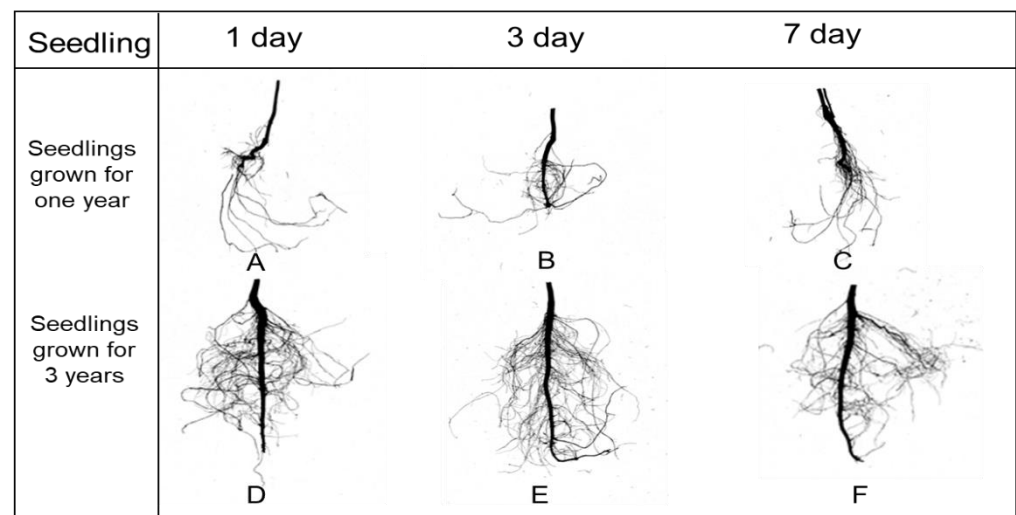 Seedling 1 day 3 day 7 day
Seedlings
grown for
one year
A B C
Seedlings
grown for
3 years
D E F